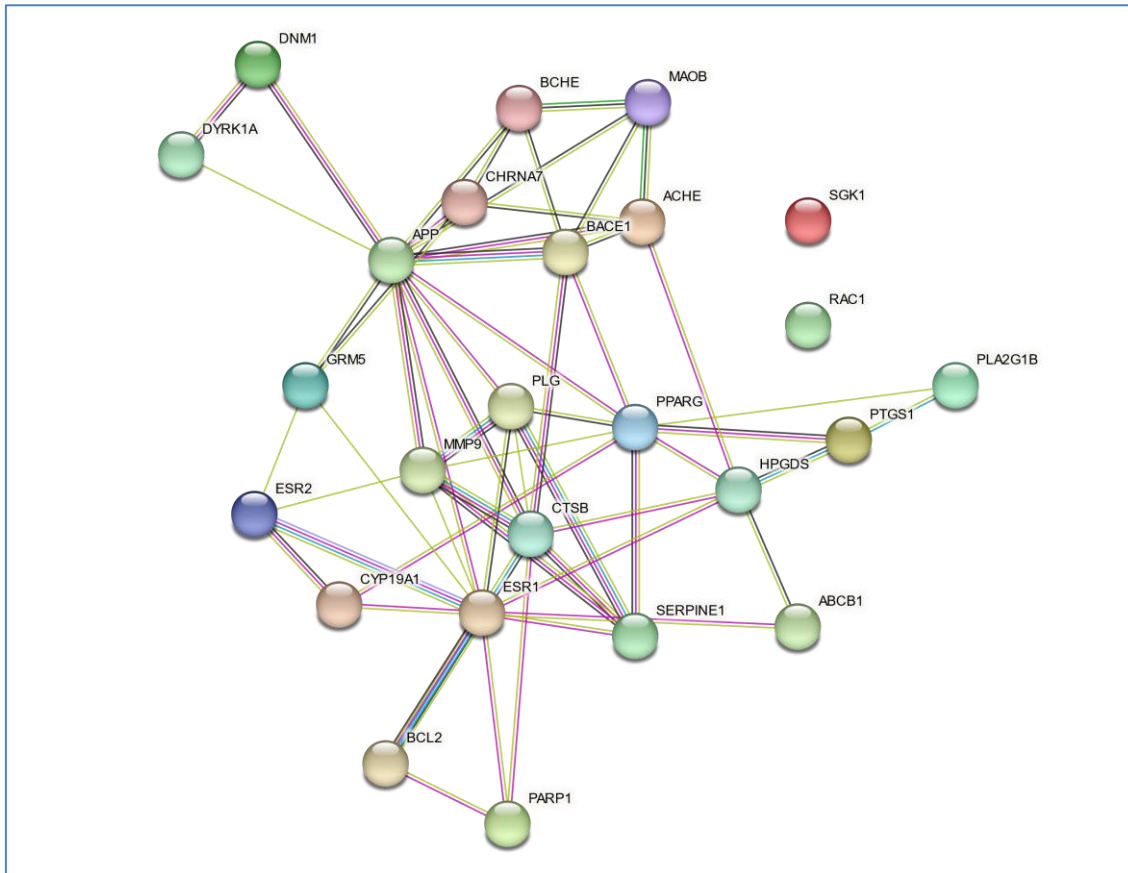 DNM1
BCHE
MAOB
DYRK1A
CHRNA7
ACHE
SGK1
APP
BACE1
RAC1
GRM5
PLG
PPARG
PLA2G1B
PTGS1
MMP9
HPGDS
ESR2
CTSB
CYP19A1
ESR1
SERPINE1
ABCB1
BCL2
PARP1